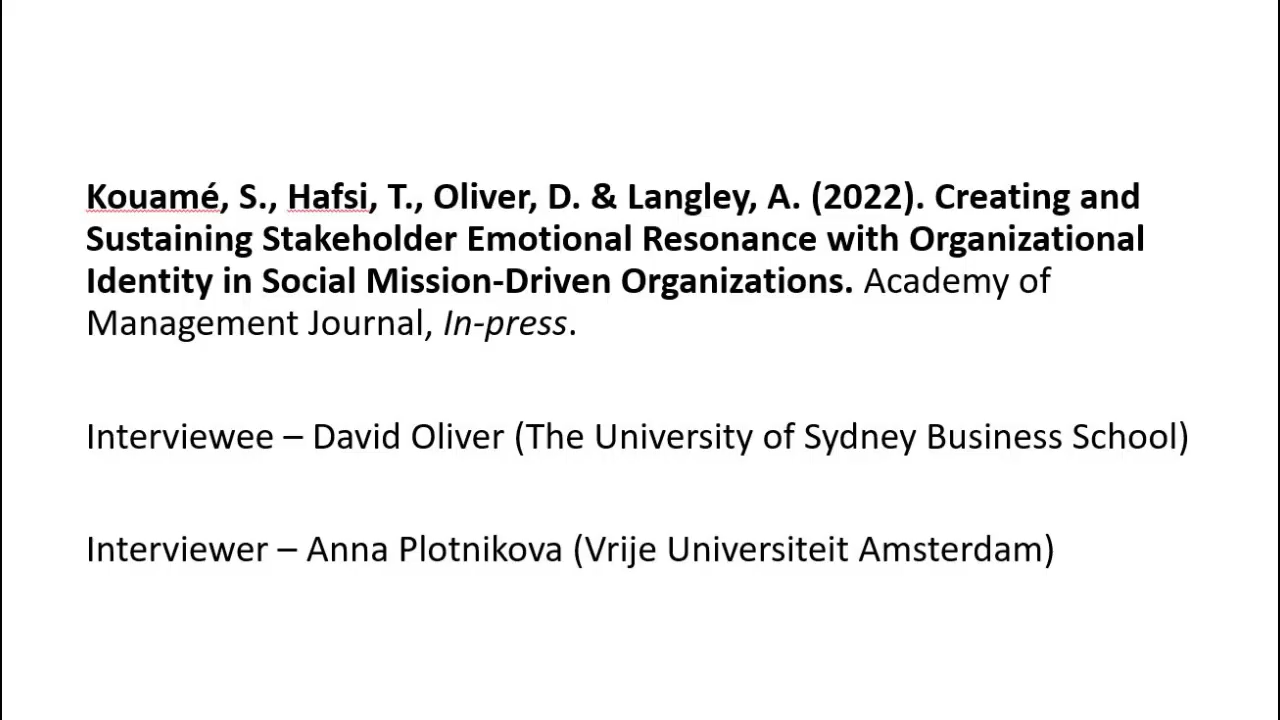 Kouamé, S., Hafsi, T., Oliver, D. & Langley, A. (2022). Creating and
Sustaining Stakeholder Emotional Resonance with Organizational
Identity in Social Mission-Driven Organizations. Academy of
Management Journal, In-press.
Interviewee – David Oliver (The University of Sydney Business School)
Interviewer – Anna Plotnikova (Vrije Universiteit Amsterdam)